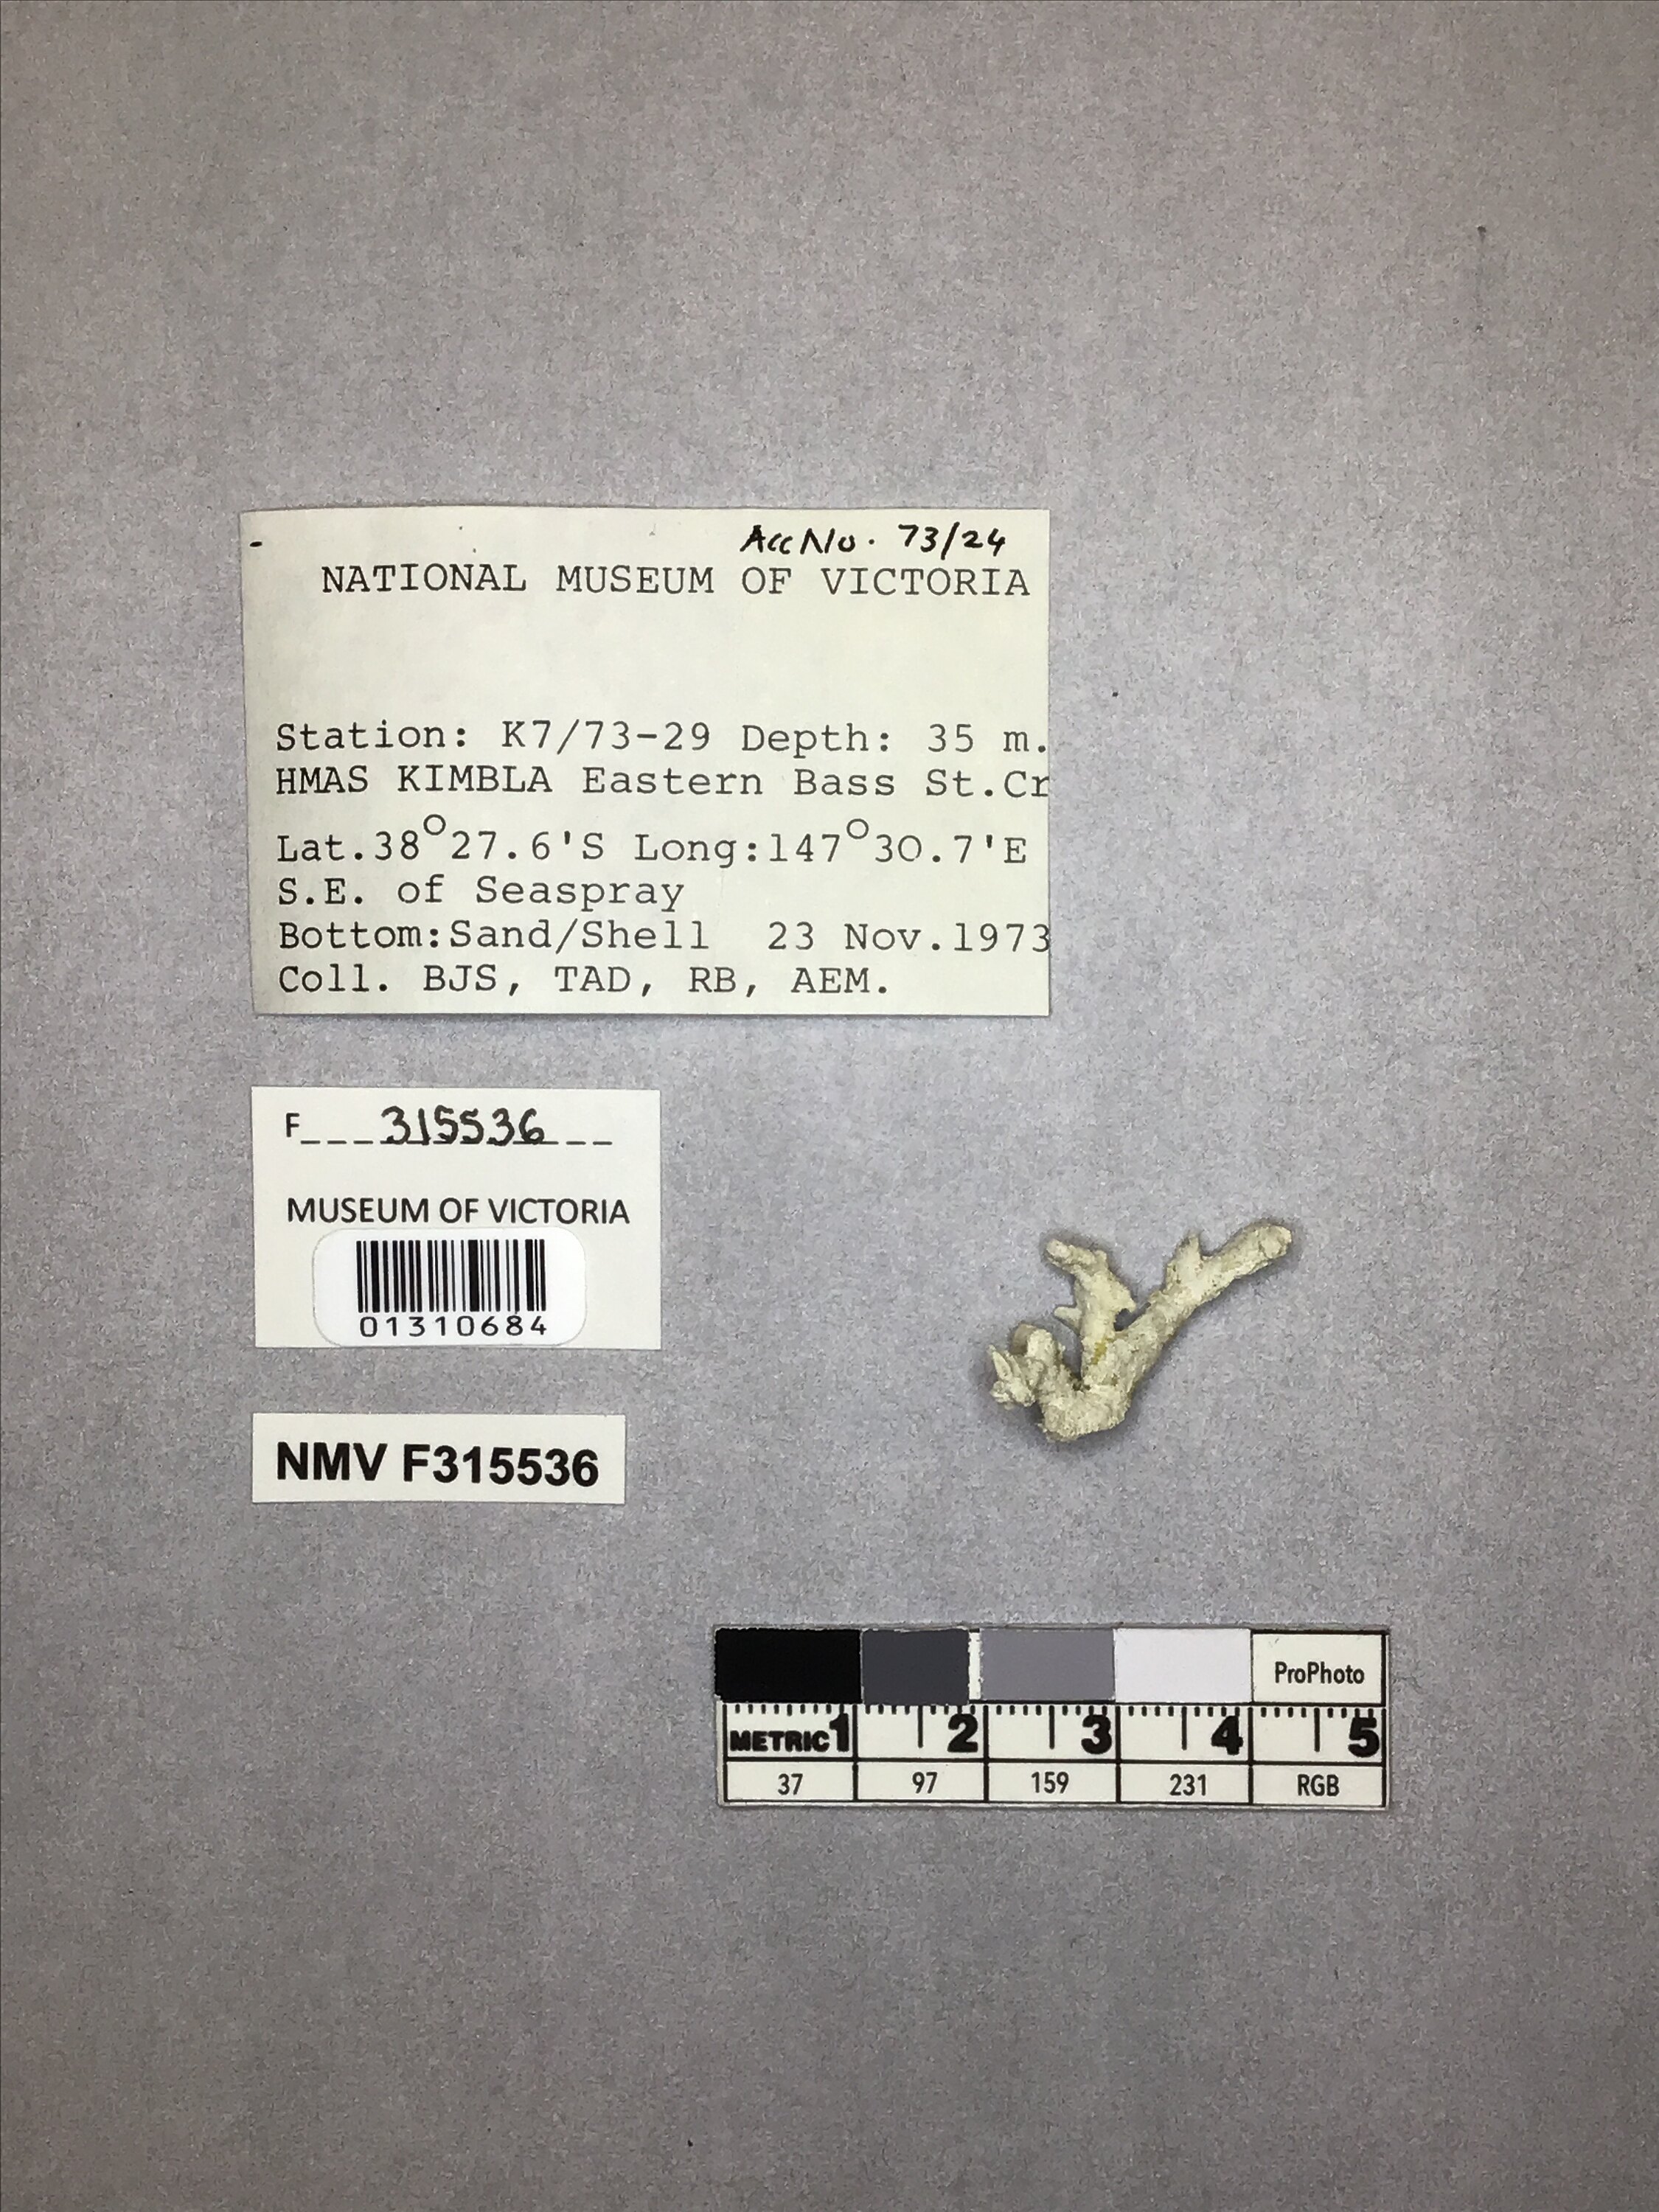 Acc No. 73/24
NATIONAL MUSEUM OF VICTORIA
Station: K7/73-29 Depth: 35 m.
HMAS KIMBLA Eastern Bass St.Cr
Lat.38°27.6'S Long:147°30.7'E
S.E. of Seaspray
Bottom:Sand/Shell 23 Nov.1973
Coll. BJS, TAD, RB, AEM.
F___315536___
MUSEUM OF VICTORIA
01310684
NMV F315536
ProPhoto
METRIC 1 2 3 4 5
37 97 159 231 RGB